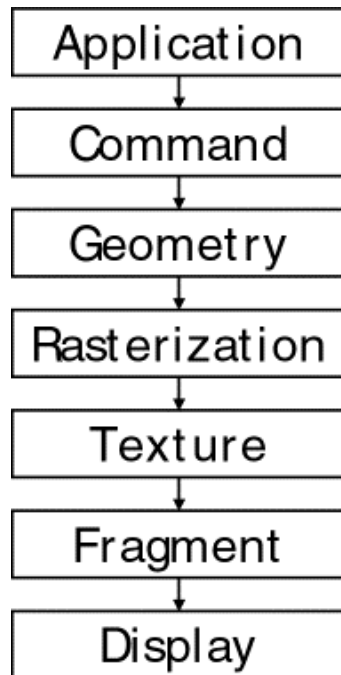 Application
Command
Geometry
Rasterization
Texture
Fragment
Display